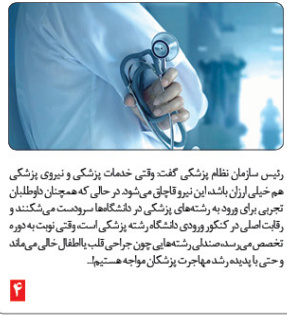 رئیس سازمان نظام پزشکی گفت: وقتی خدمات پزشکی و نیروی پزشکی
هم خیلی ارزان باشد، این نیرو قاچاق می‌شود. در حالی که همچنان داوطلبان
تجربی برای ورود به رشته‌های پزشکی در دانشگاه‌ها سرودست می‌شکنند و
رقابت اصلی در کنکور ورودی دانشگاه رشته پزشکی است، وقتی نوبت به دوره
تخصص می‌رسد، صندلی رشته‌هایی چون جراحی قلب یا اطفال خالی می‌ماند
و حتی با پدیده رشد مهاجرت پزشکان مواجه هستیم!..
۴